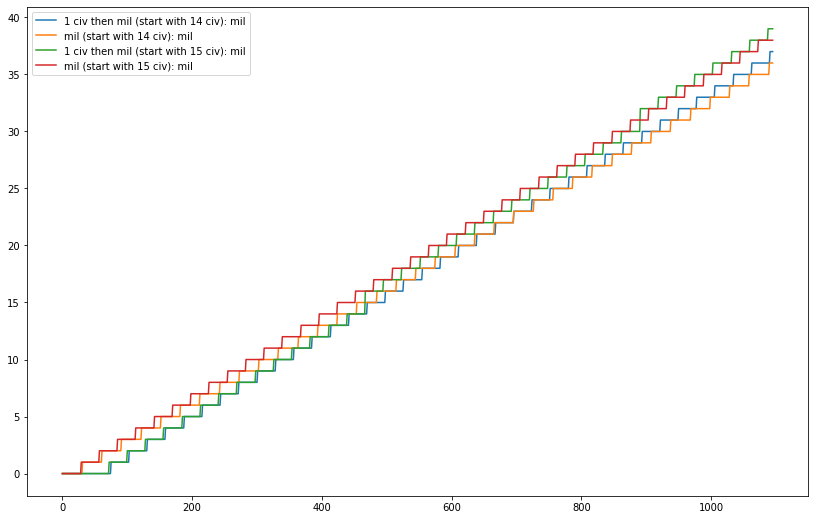 1 civ then mil (start with 14 civ): mil
mil (start with 14 civ): mil
1 civ then mil (start with 15 civ): mil
mil (start with 15 civ): mil
40
35
30
25
20
15
10
5
0
0 200 400 600 800 1000